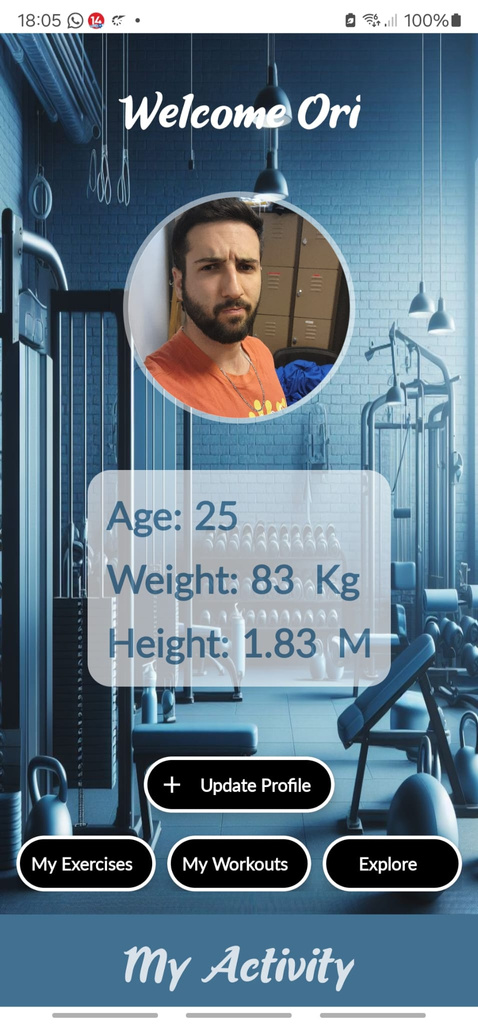 18:05 14 100%
Welcome Ori
Age: 25
Weight: 83 Kg
Height: 1.83 M
+ Update Profile
My Exercises My Workouts Explore
My Activity